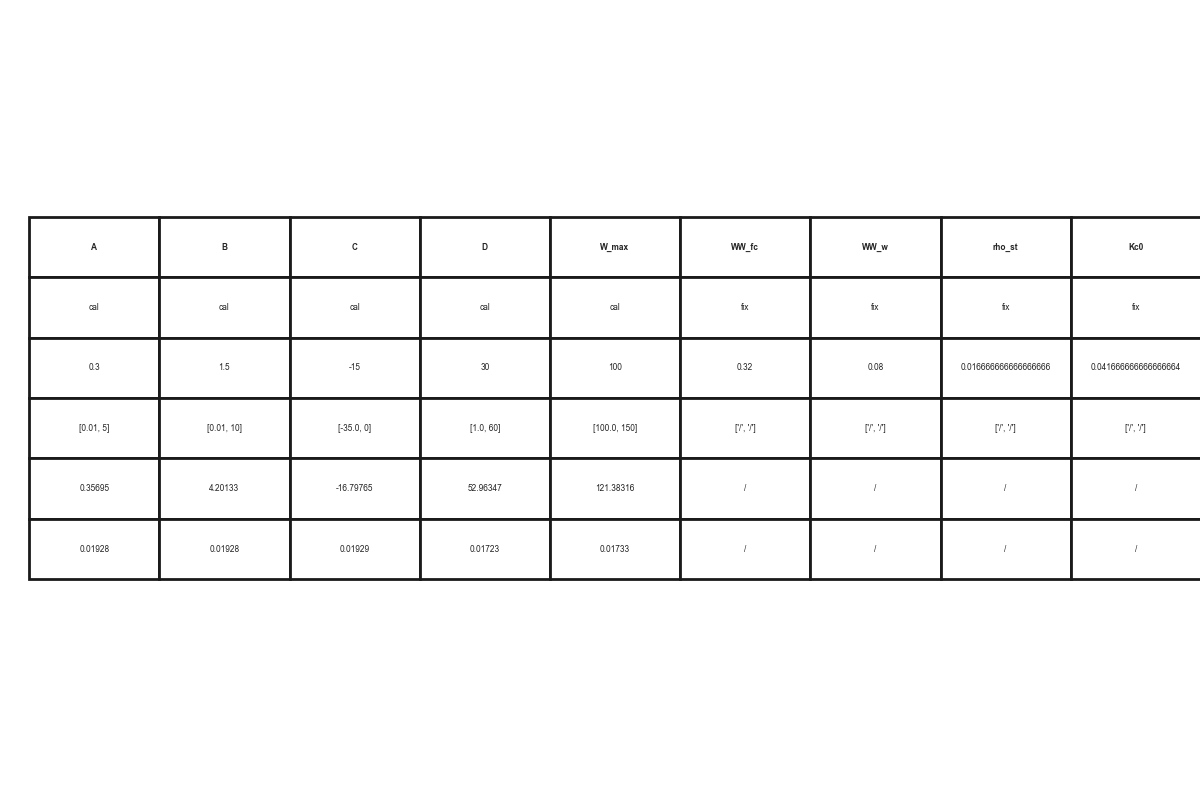 A B C D W_max WW_fc WW_w rho_st Kc0
cal cal cal cal cal fix fix fix fix
0.3 1.5 -15 30 100 0.32 0.08 0.016666666666666666 0.041666666666666664
[0.01, 5] [0.01, 10] [-35.0, 0] [1.0, 60] [100.0, 150] ['/', '/'] ['/', '/'] ['/', '/'] ['/', '/']
0.35695 4.20133 -16.79765 52.96347 121.38316 / / / /
0.01928 0.01928 0.01929 0.01723 0.01733 / / / /